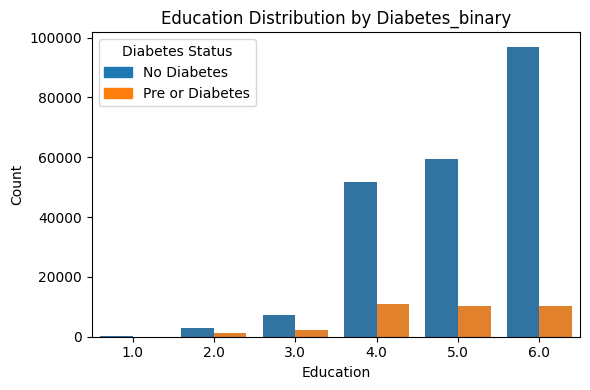 Education Distribution by Diabetes_binary
Diabetes Status
No Diabetes
Pre or Diabetes
Count
100000
80000
60000
40000
20000
0
1.0 2.0 3.0 4.0 5.0 6.0
Education